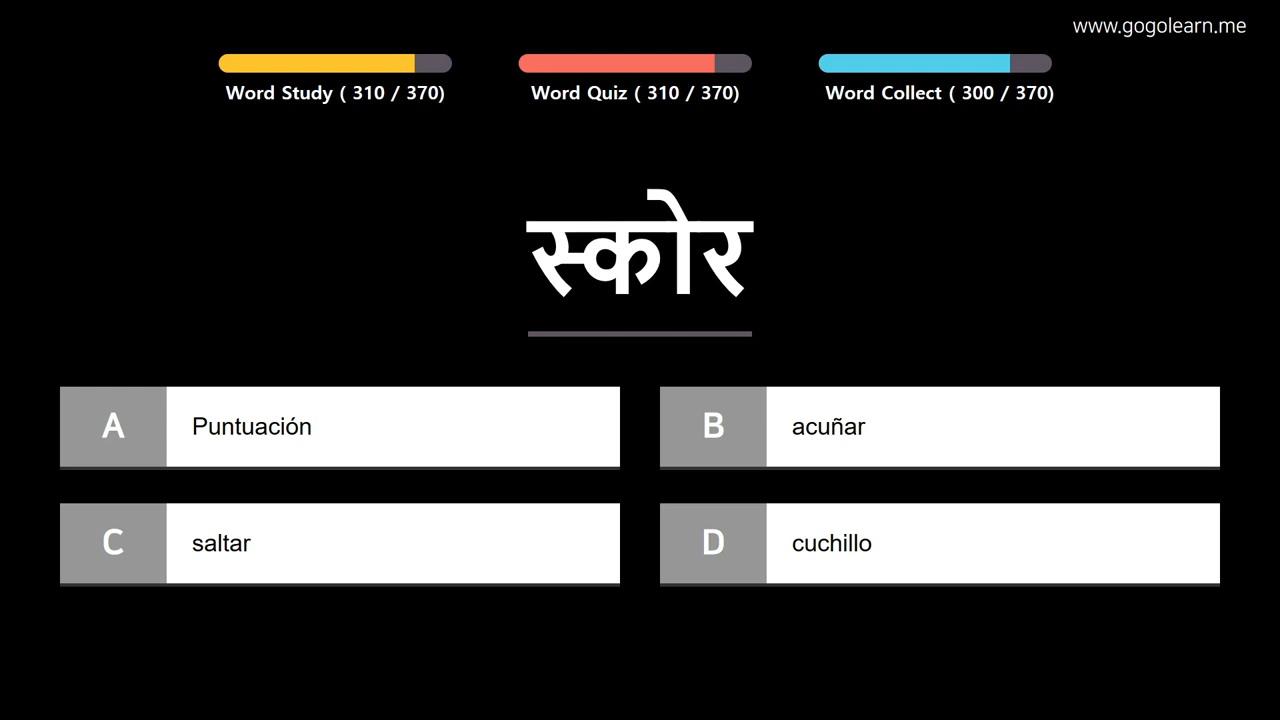 www.gogolearn.me
Word Study ( 310 / 370)
Word Quiz ( 310 / 370)
Word Collect ( 300 / 370)
स्कोर
A Puntuación
B acuñar
C saltar
D cuchillo